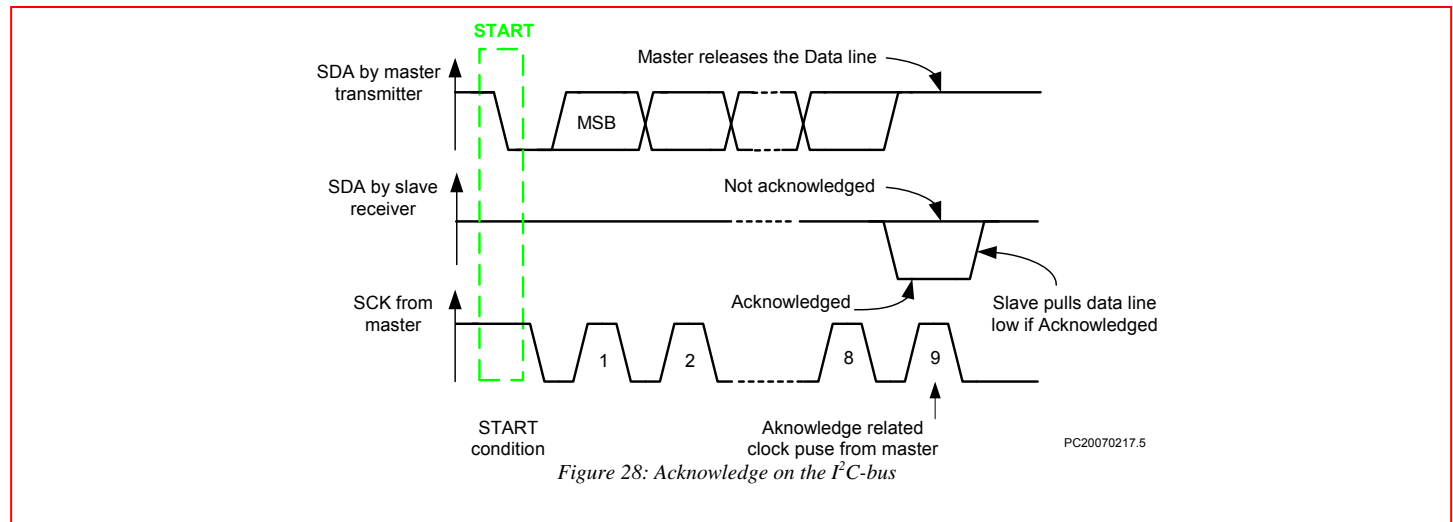 START
Master releases the Data line
SDA by master
transmitter
MSB
SDA by slave
receiver
Not acknowledged
Acknowledged
Slave pulls data line
low if Acknowledged
SCK from
master
1
2
8
9
START
condition
Aknowledge related
clock puse from master
PC20070217.5
Figure 28: Acknowledge on the I²C-bus